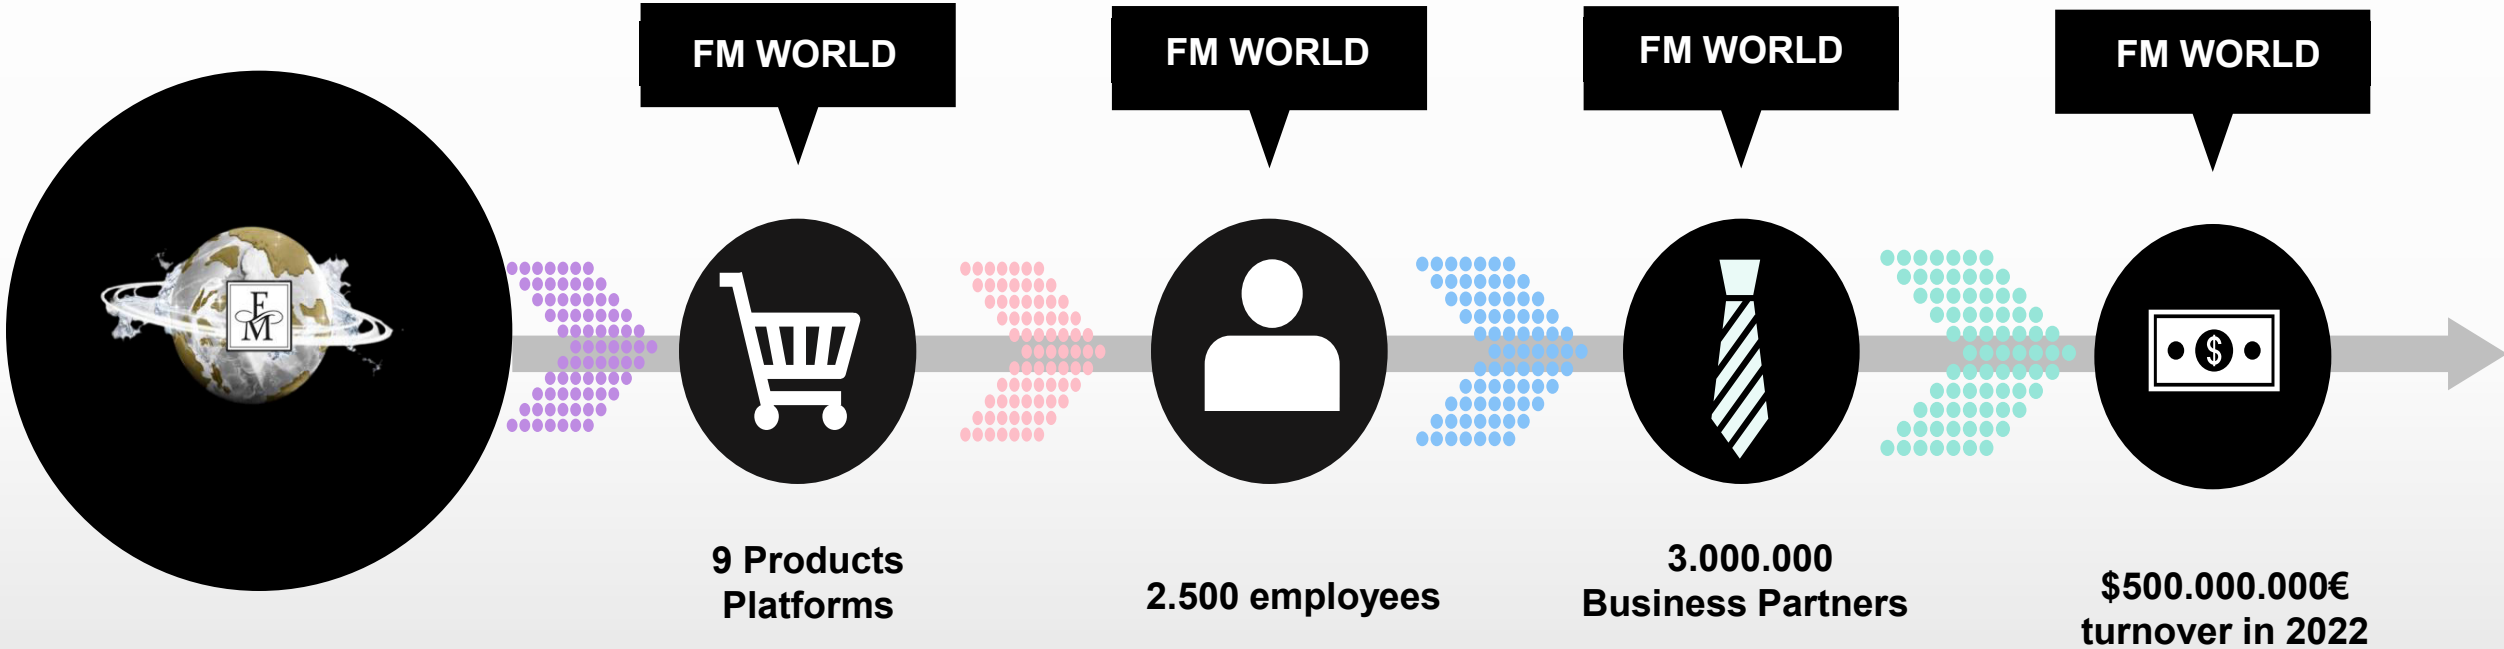 FM WORLD
FM WORLD
FM WORLD
FM WORLD
F
M
$
9 Products
Platforms
2.500 employees
3.000.000
Business Partners
$500.000.000€
turnover in 2022